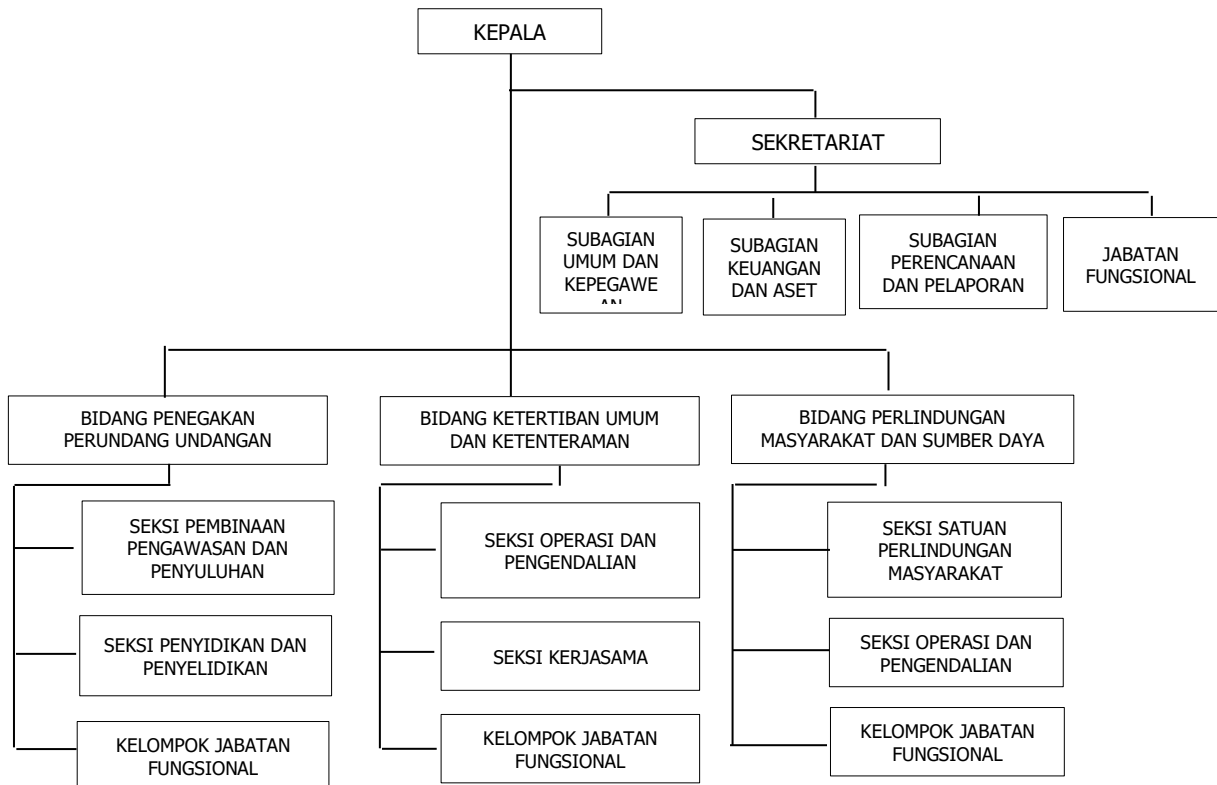 KEPALA
SEKRETARIAT
SUBAGIAN
UMUM DAN
KEPEGAWE
AN
SUBAGIAN
KEUANGAN
DAN ASET
SUBAGIAN
PERENCANAAN
DAN PELAPORAN
JABATAN
FUNGSIONAL
BIDANG PENEGAKAN
PERUNDANG UNDANGAN
BIDANG KETERTIBAN UMUM
DAN KETENTERAMAN
BIDANG PERLINDUNGAN
MASYARAKAT DAN SUMBER DAYA
SEKSI PEMBINAAN
PENGAWASAN DAN
PENYULUHAN
SEKSI PENYIDIKAN DAN
PENYELIDIKAN
KELOMPOK JABATAN
FUNGSIONAL
SEKSI OPERASI DAN
PENGENDALIAN
SEKSI KERJASAMA
KELOMPOK JABATAN
FUNGSIONAL
SEKSI SATUAN
PERLINDUNGAN
MASYARAKAT
SEKSI OPERASI DAN
PENGENDALIAN
KELOMPOK JABATAN
FUNGSIONAL